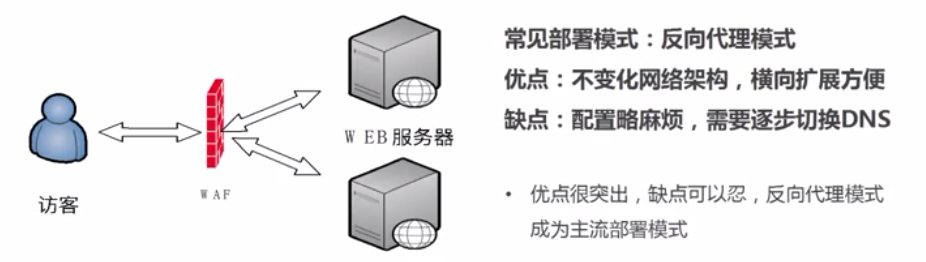 常见部署模式：反向代理模式
优点：不变化网络架构，横向扩展方便
缺点：配置略麻烦，需要逐步切换DNS
WEB服务器
访客
WAF
• 优点很突出，缺点可以忍，反向代理模式
成为主流部署模式